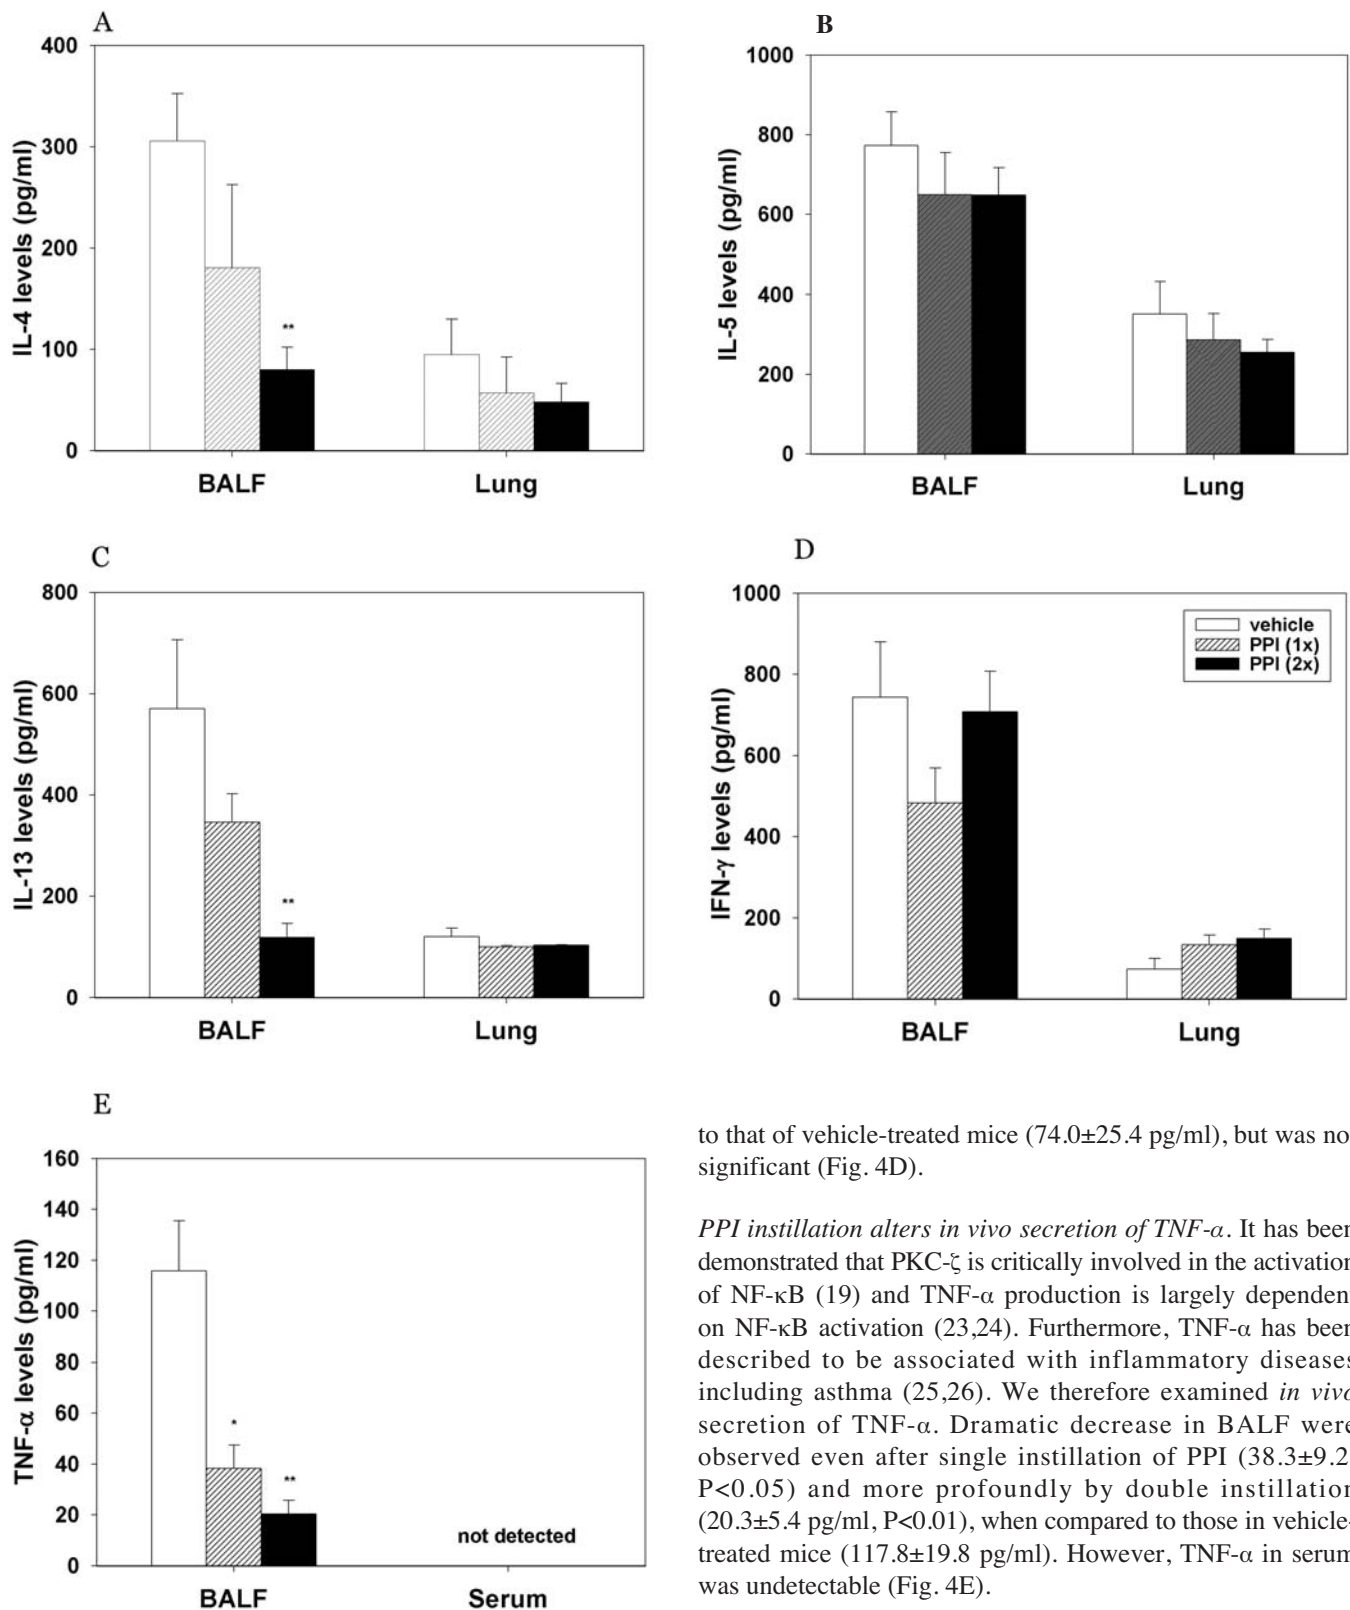 A
400
300
200
100
0
IL-4 levels (pg/ml)
**
BALF
Lung
B
1000
800
600
400
200
0
IL-5 levels (pg/ml)
BALF
Lung
C
800
600
400
200
0
IL-13 levels (pg/ml)
**
BALF
Lung
D
1000
800
600
400
200
0
IFN-γ levels (pg/ml)
vehicle
PPI (1x)
PPI (2x)
BALF
Lung
E
160
140
120
100
80
60
40
20
0
TNF-α levels (pg/ml)
*
**
not detected
BALF
Serum
to that of vehicle-treated mice (74.0±25.4 pg/ml), but was no
significant (Fig. 4D).
PPI instillation alters in vivo secretion of TNF-α. It has been
demonstrated that PKC-ζ is critically involved in the activation
of NF-κB (19) and TNF-α production is largely dependen
on NF-κB activation (23,24). Furthermore, TNF-α has been
described to be associated with inflammatory diseases
including asthma (25,26). We therefore examined in vivo
secretion of TNF-α. Dramatic decrease in BALF were
observed even after single instillation of PPI (38.3±9.2
P<0.05) and more profoundly by double instillation
(20.3±5.4 pg/ml, P<0.01), when compared to those in vehicle-
treated mice (117.8±19.8 pg/ml). However, TNF-α in serum
was undetectable (Fig. 4E).